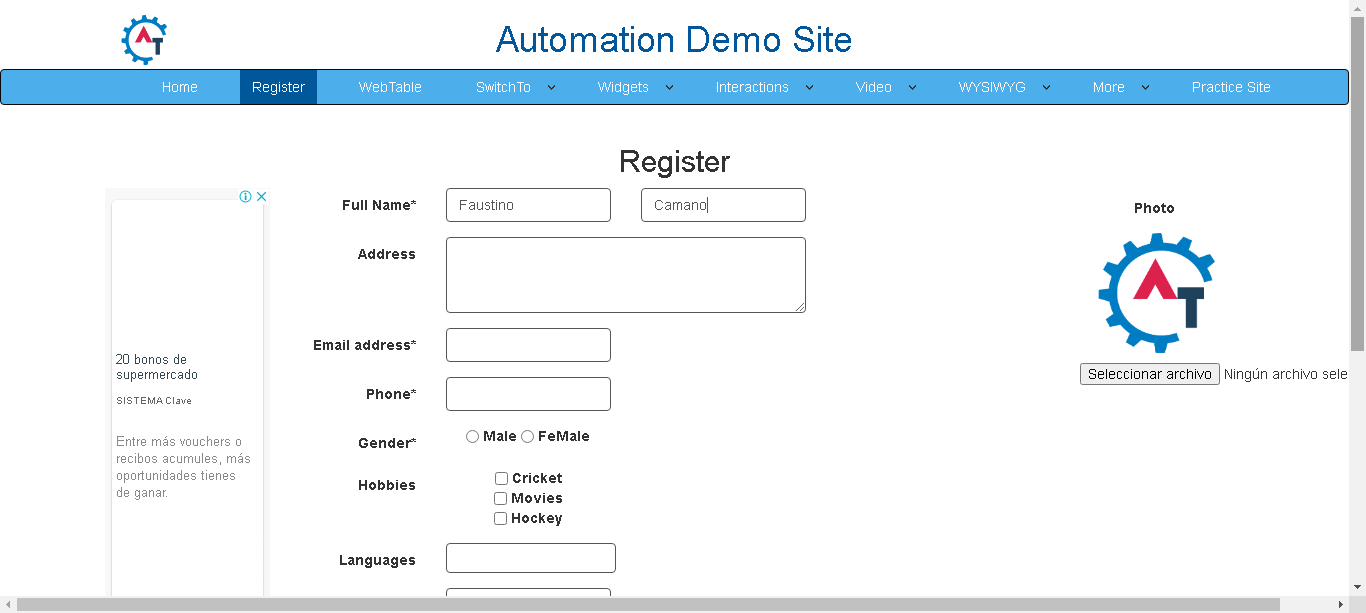 Automation Demo Site
Home Register WebTable SwitchTo Widgets Interactions Video WYSIWYG More Practice Site
Register
Full Name* Faustino Camano
Photo
Address
Email address*
20 bonos de
supermercado
Seleccionar archivo Ningún archivo sele
Phone*
SISTEMA Clave
Entre más vouchers o
recibos acumules, más
oportunidades tienes
de ganar.
Gender* Male FeMale
Hobbies Cricket
Movies
Hockey
Languages